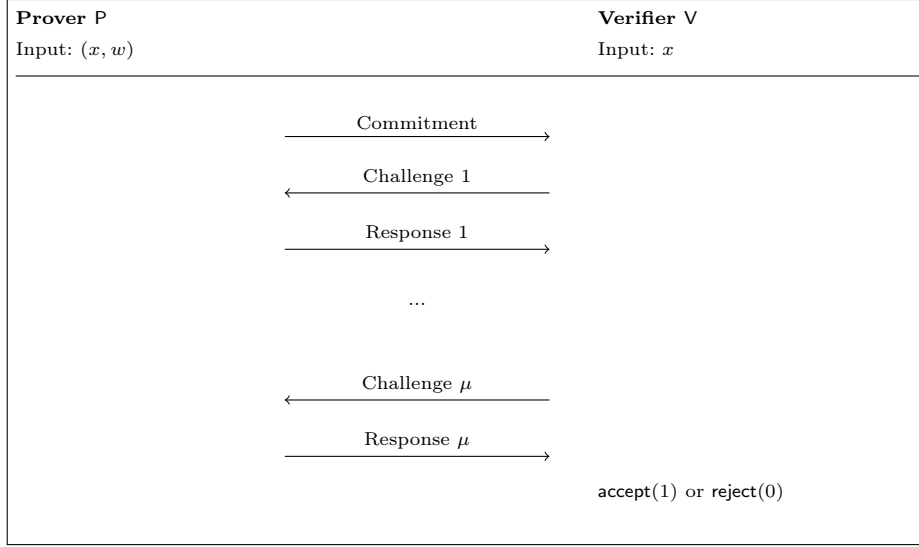 Prover P
Verifier V
Input: (x, w)
Input: x
Commitment
Challenge 1
Response 1
...
Challenge μ
Response μ
accept(1) or reject(0)